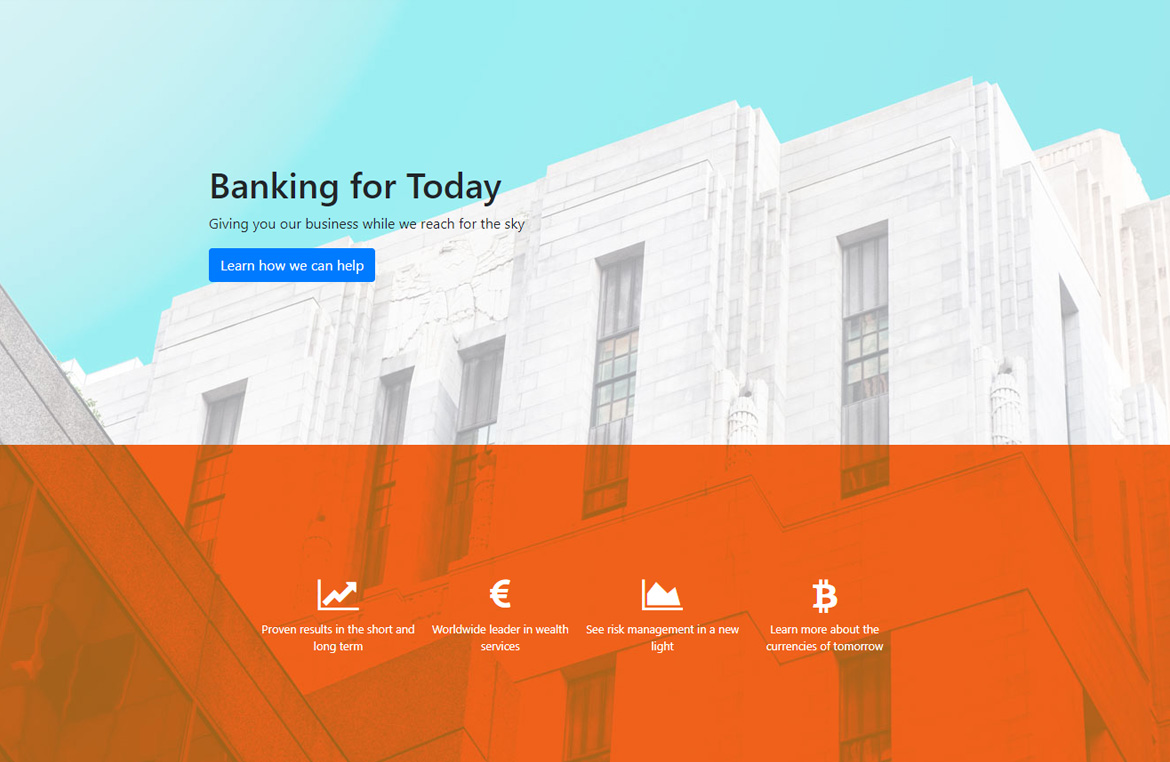 Banking for Today
Giving you our business while we reach for the sky
Learn how we can help
Proven results in the short and
long term
Worldwide leader in wealth
services
See risk management in a new
light
Learn more about the
currencies of tomorrow